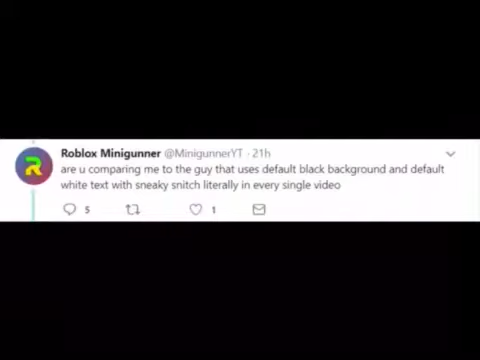 Roblox Minigunner @MinigunnerYT · 21h
are u comparing me to the guy that uses default black background and default
white text with sneaky snitch literally in every single video
5 1